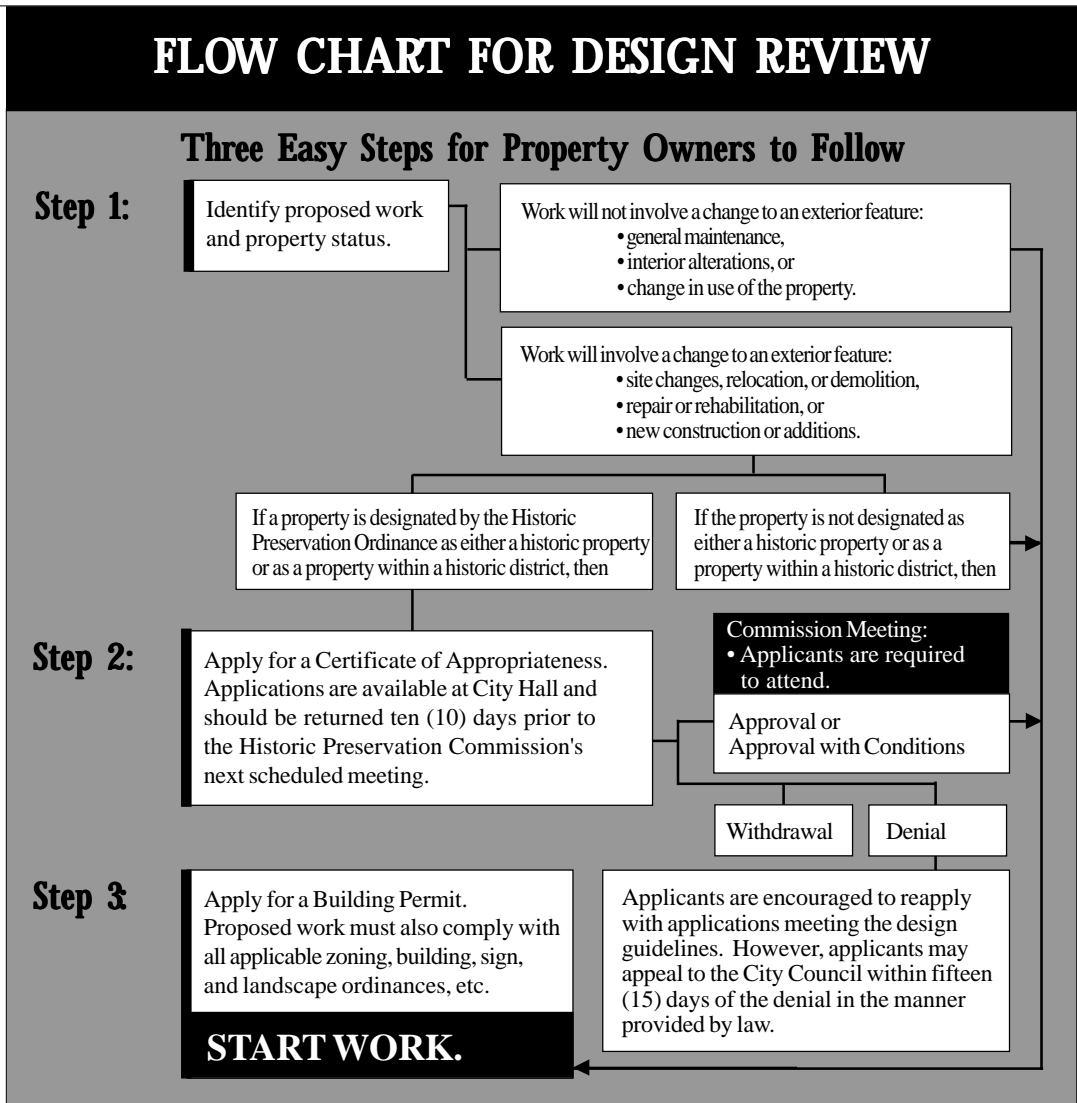 FLOW CHART FOR DESIGN REVIEW
Three Easy Steps for Property Owners to Follow
Step 1:
Identify proposed work
and property status.
Work will not involve a change to an exterior feature:
• general maintenance,
• interior alterations, or
• change in use of the property.
Work will involve a change to an exterior feature:
• site changes, relocation, or demolition,
• repair or rehabilitation, or
• new construction or additions.
If a property is designated by the Historic
Preservation Ordinance as either a historic property
or as a property within a historic district, then
If the property is not designated as
either a historic property or as a
property within a historic district, then
Step 2:
Apply for a Certificate of Appropriateness.
Applications are available at City Hall and
should be returned ten (10) days prior to
the Historic Preservation Commission's
next scheduled meeting.
Commission Meeting:
• Applicants are required
to attend.
Approval or
Approval with Conditions
Withdrawal
Denial
Step 3:
Apply for a Building Permit.
Proposed work must also comply with
all applicable zoning, building, sign,
and landscape ordinances, etc.
START WORK.
Applicants are encouraged to reapply
with applications meeting the design
guidelines. However, applicants may
appeal to the City Council within fifteen
(15) days of the denial in the manner
provided by law.